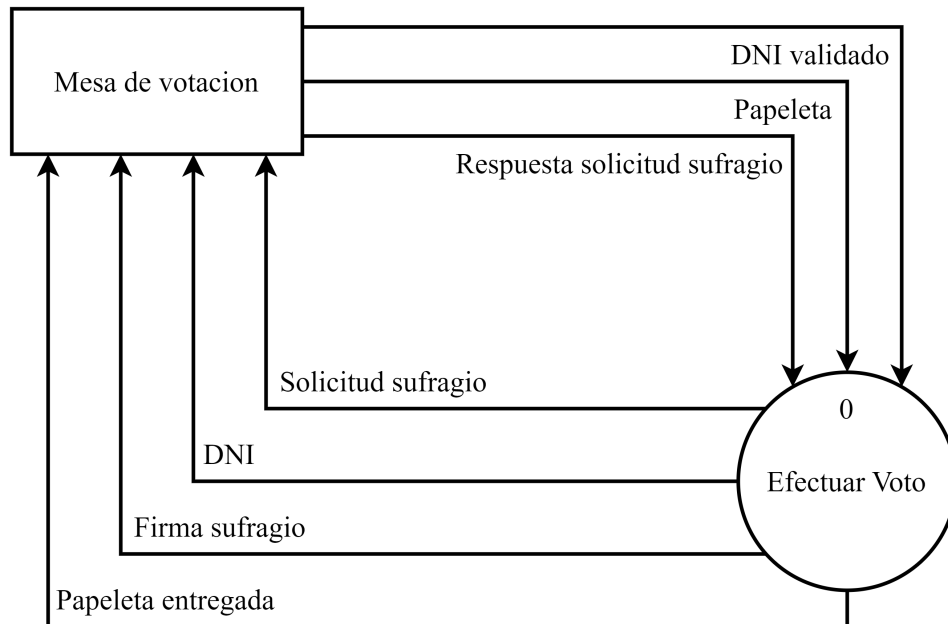 Mesa de votacion
DNI validado
Papeleta
Respuesta solicitud sufragio
Solicitud sufragio
0
DNI
Efectuar Voto
Firma sufragio
Papeleta entregada